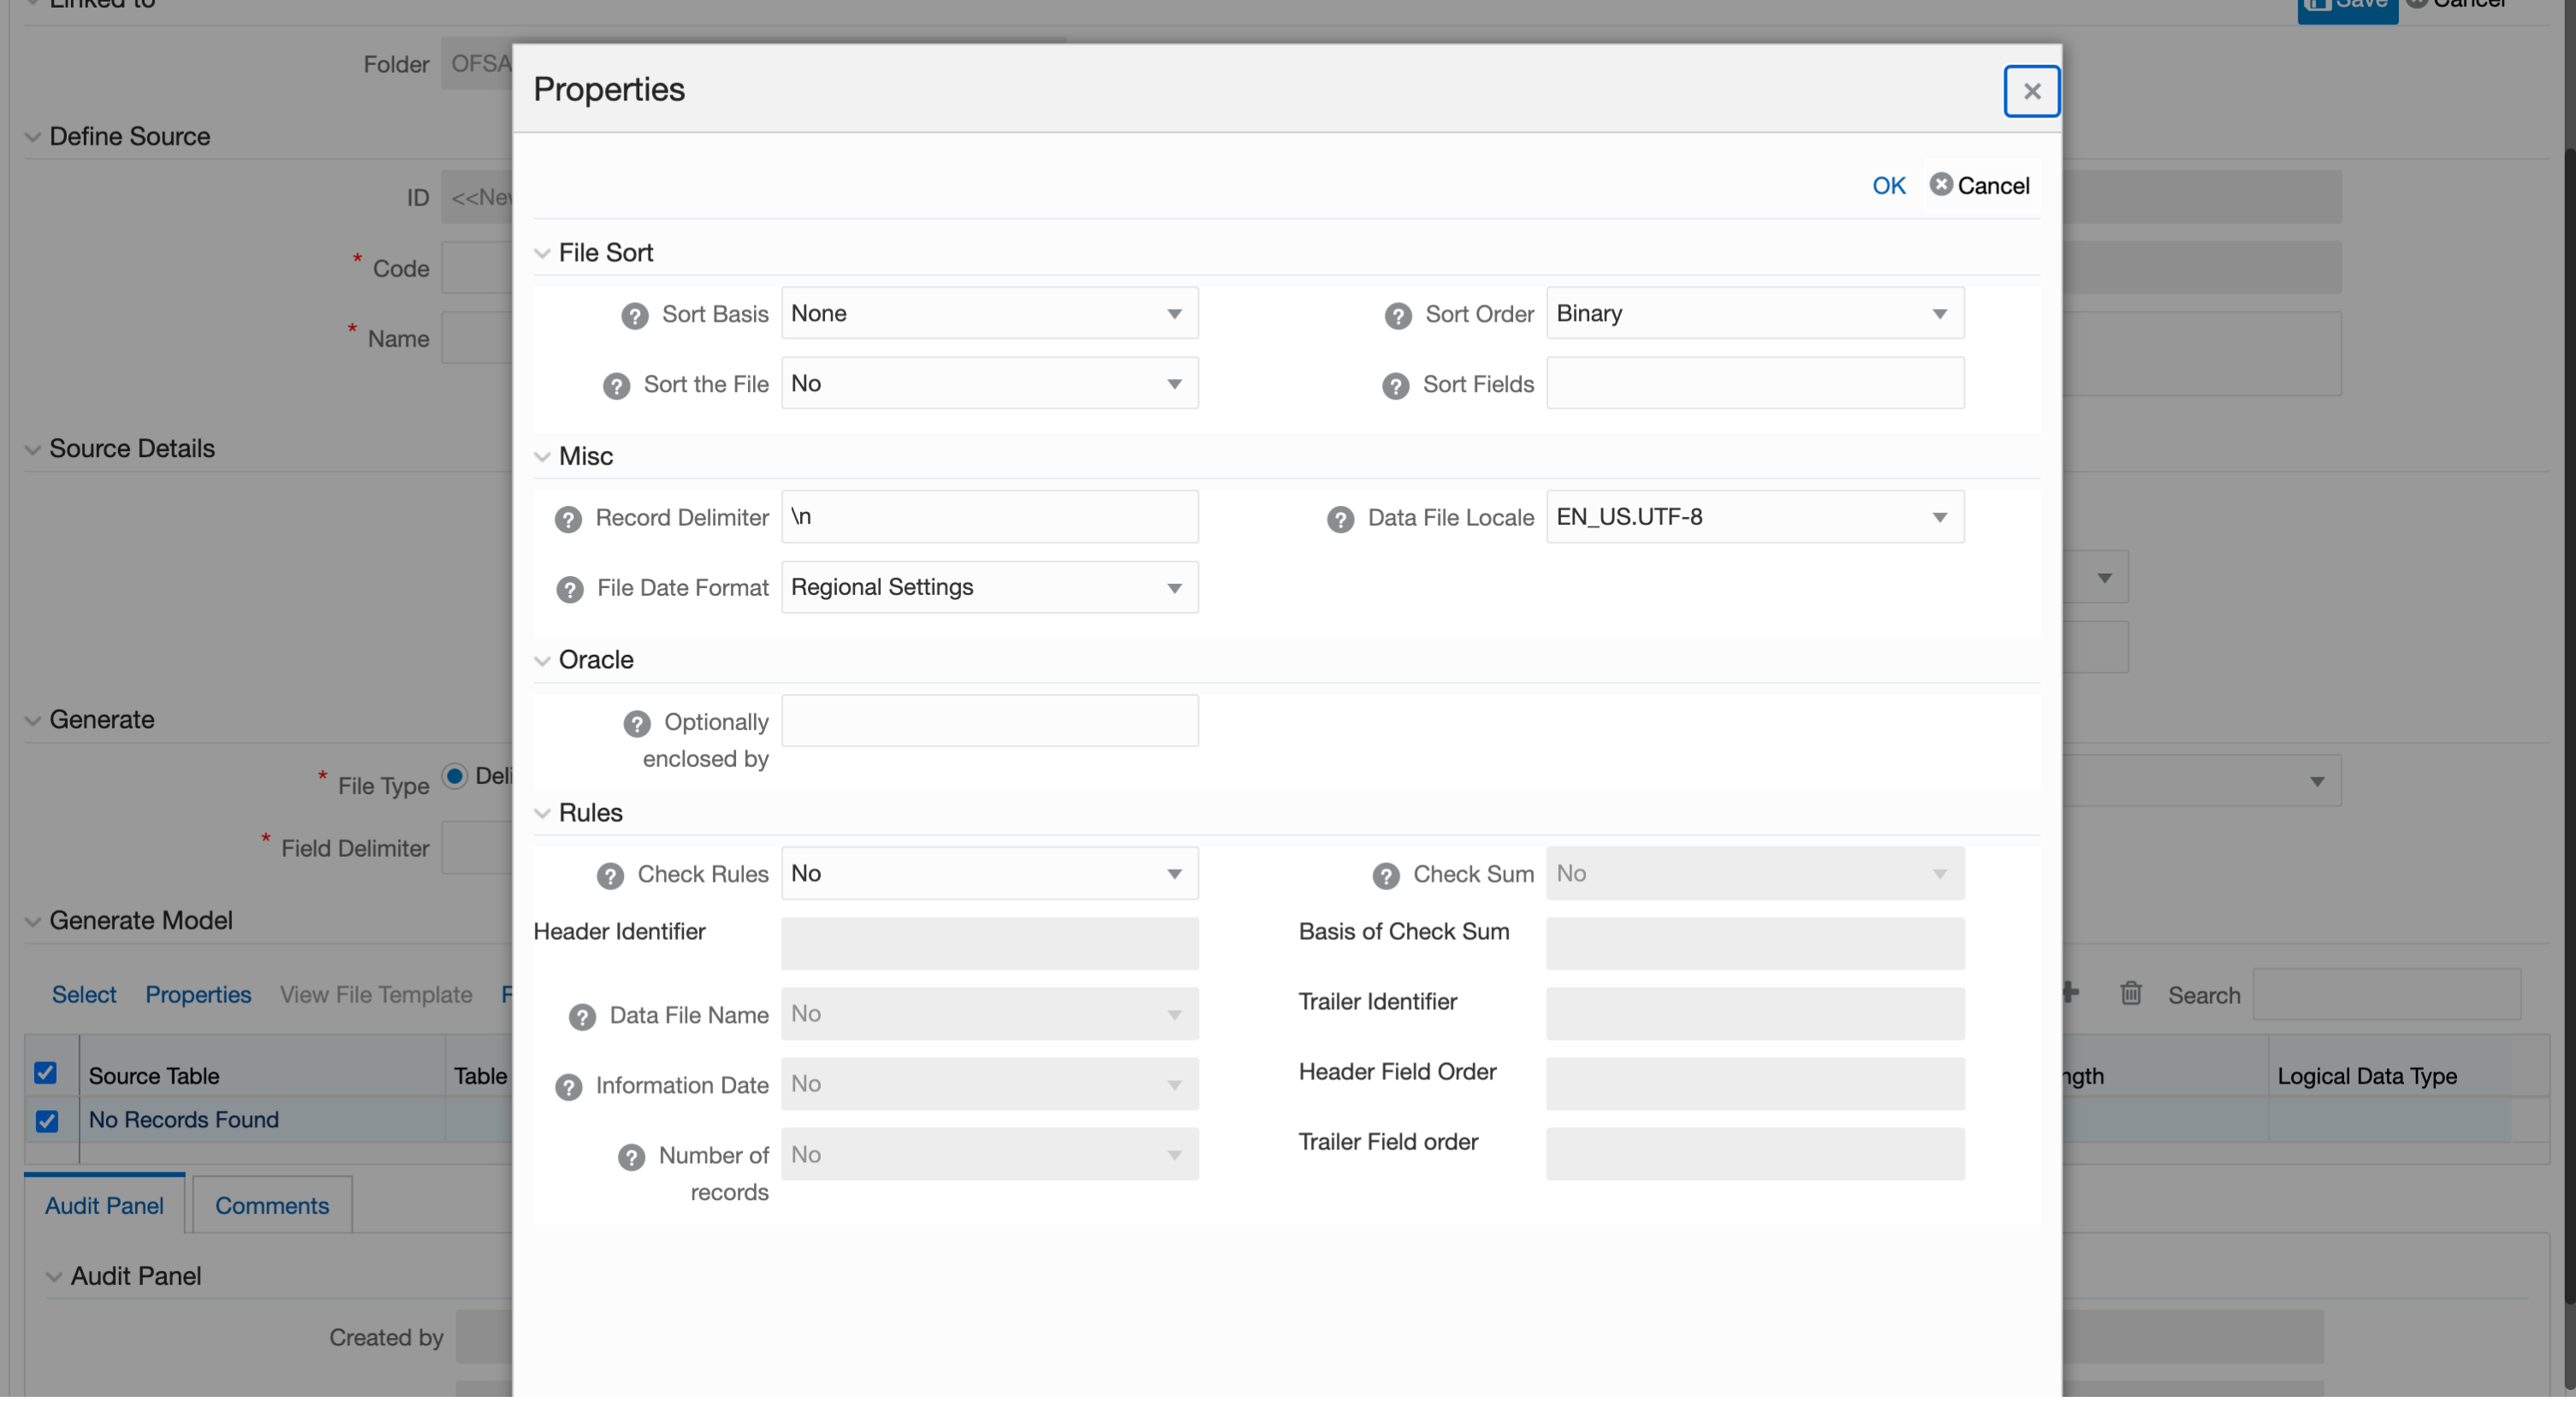 Linked to
Save Cancel
Folder OFSA
Properties
Define Source
OK Cancel
ID <<New
File Sort
* Code
Sort Basis None
Sort Order Binary
* Name
Sort the File No
Sort Fields
Source Details
Misc
Record Delimiter \n
Data File Locale EN_US.UTF-8
File Date Format Regional Settings
Oracle
Generate
Optionally
enclosed by
* File Type Deli
Rules
* Field Delimiter
Check Rules No
Check Sum No
Generate Model
Header Identifier
Basis of Check Sum
Select Properties View File Template F
Search
Data File Name No
Trailer Identifier
Source Table Table
ngth Logical Data Type
Information Date No
Header Field Order
No Records Found
Number of
records
No
Trailer Field order
Audit Panel Comments
Audit Panel
Created by